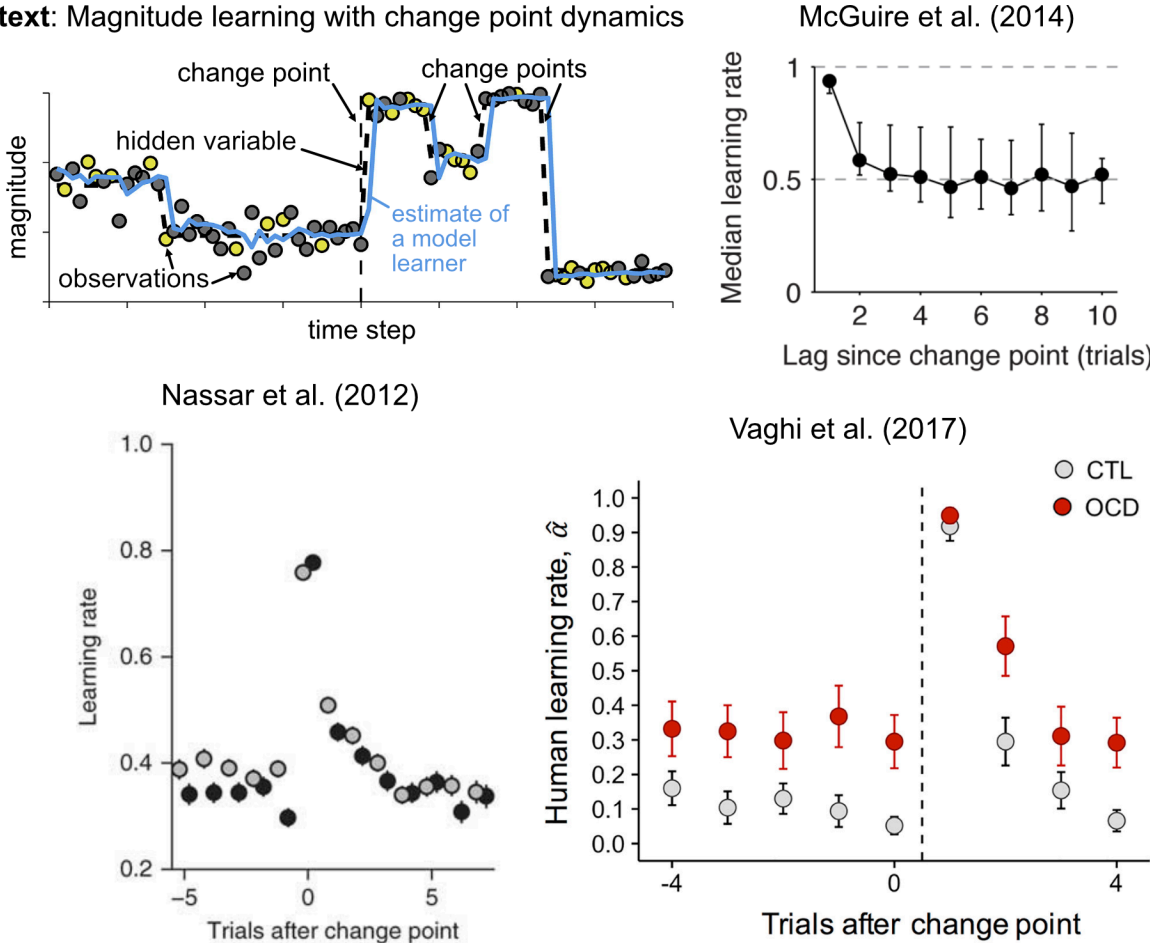 text: Magnitude learning with change point dynamics
change point
change points
hidden variable
magnitude
estimate of
a model
learner
observations
time step
McGuire et al. (2014)
Median learning rate
1
0.5
0
2 4 6 8 10
Lag since change point (trials)
Nassar et al. (2012)
Learning rate
1.0
0.8
0.6
0.4
0.2
−5 0 5
Trials after change point
Vaghi et al. (2017)
CTL
OCD
Human learning rate, α̂
1.0
0.9
0.8
0.7
0.6
0.5
0.4
0.3
0.2
0.1
0.0
-4 0 4
Trials after change point